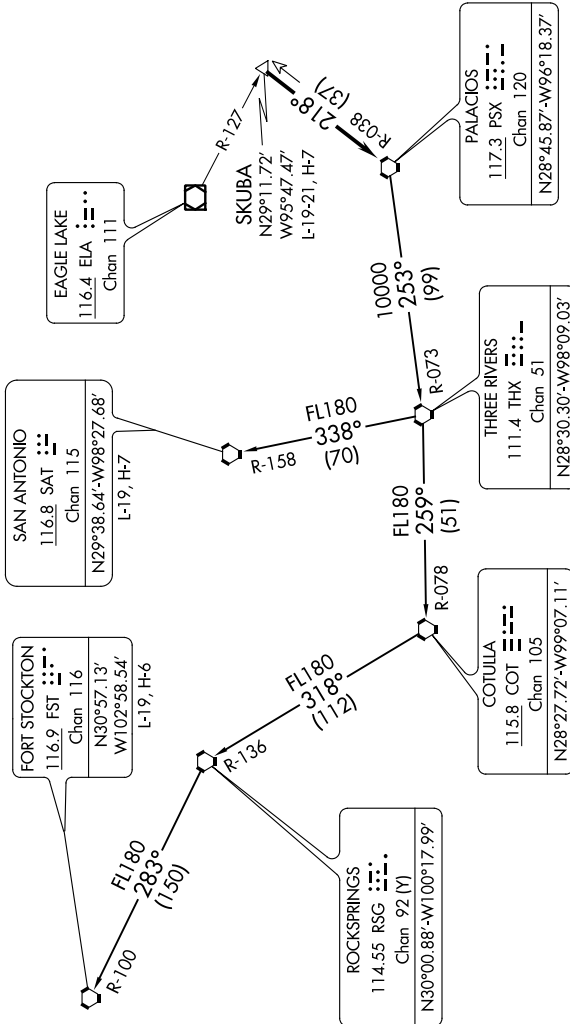 EAGLE LAKE
116.4 ELA
Chan 111
R-127
SKUBA
N29°11.72'
W95°47.47'
L-19-21, H-7
218°
(37)
R-038
PALACIOS
117.3 PSX
Chan 120
N28°45.87'-W96°18.37'
10000
253°
(99)
R-073
THREE RIVERS
111.4 THX
Chan 51
N28°30.30'-W98°09.03'
SAN ANTONIO
116.8 SAT
Chan 115
N29°38.64'-W98°27.68'
L-19, H-7
R-158
FL180
338°
(70)
FL180
259°
(51)
R-078
COTULLA
115.8 COT
Chan 105
N28°27.72'-W99°07.11'
FL180
318°
(112)
R-136
ROCKSPRINGS
114.55 RSG
Chan 92 (Y)
N30°00.88'-W100°17.99'
FL180
283°
(150)
R-100
FORT STOCKTON
116.9 FST
Chan 116
N30°57.13'
W102°58.54'
L-19, H-6